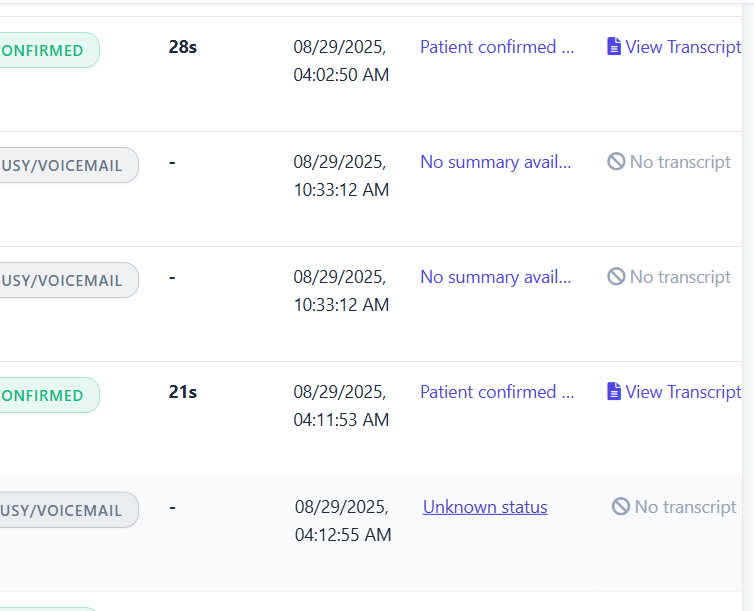 ONFIRMED 28s 08/29/2025, Patient confirmed ... View Transcript
04:02:50 AM
USY/VOICEMAIL - 08/29/2025, No summary avail... No transcript
10:33:12 AM
USY/VOICEMAIL - 08/29/2025, No summary avail... No transcript
10:33:12 AM
ONFIRMED 21s 08/29/2025, Patient confirmed ... View Transcript
04:11:53 AM
USY/VOICEMAIL - 08/29/2025, Unknown status No transcript
04:12:55 AM